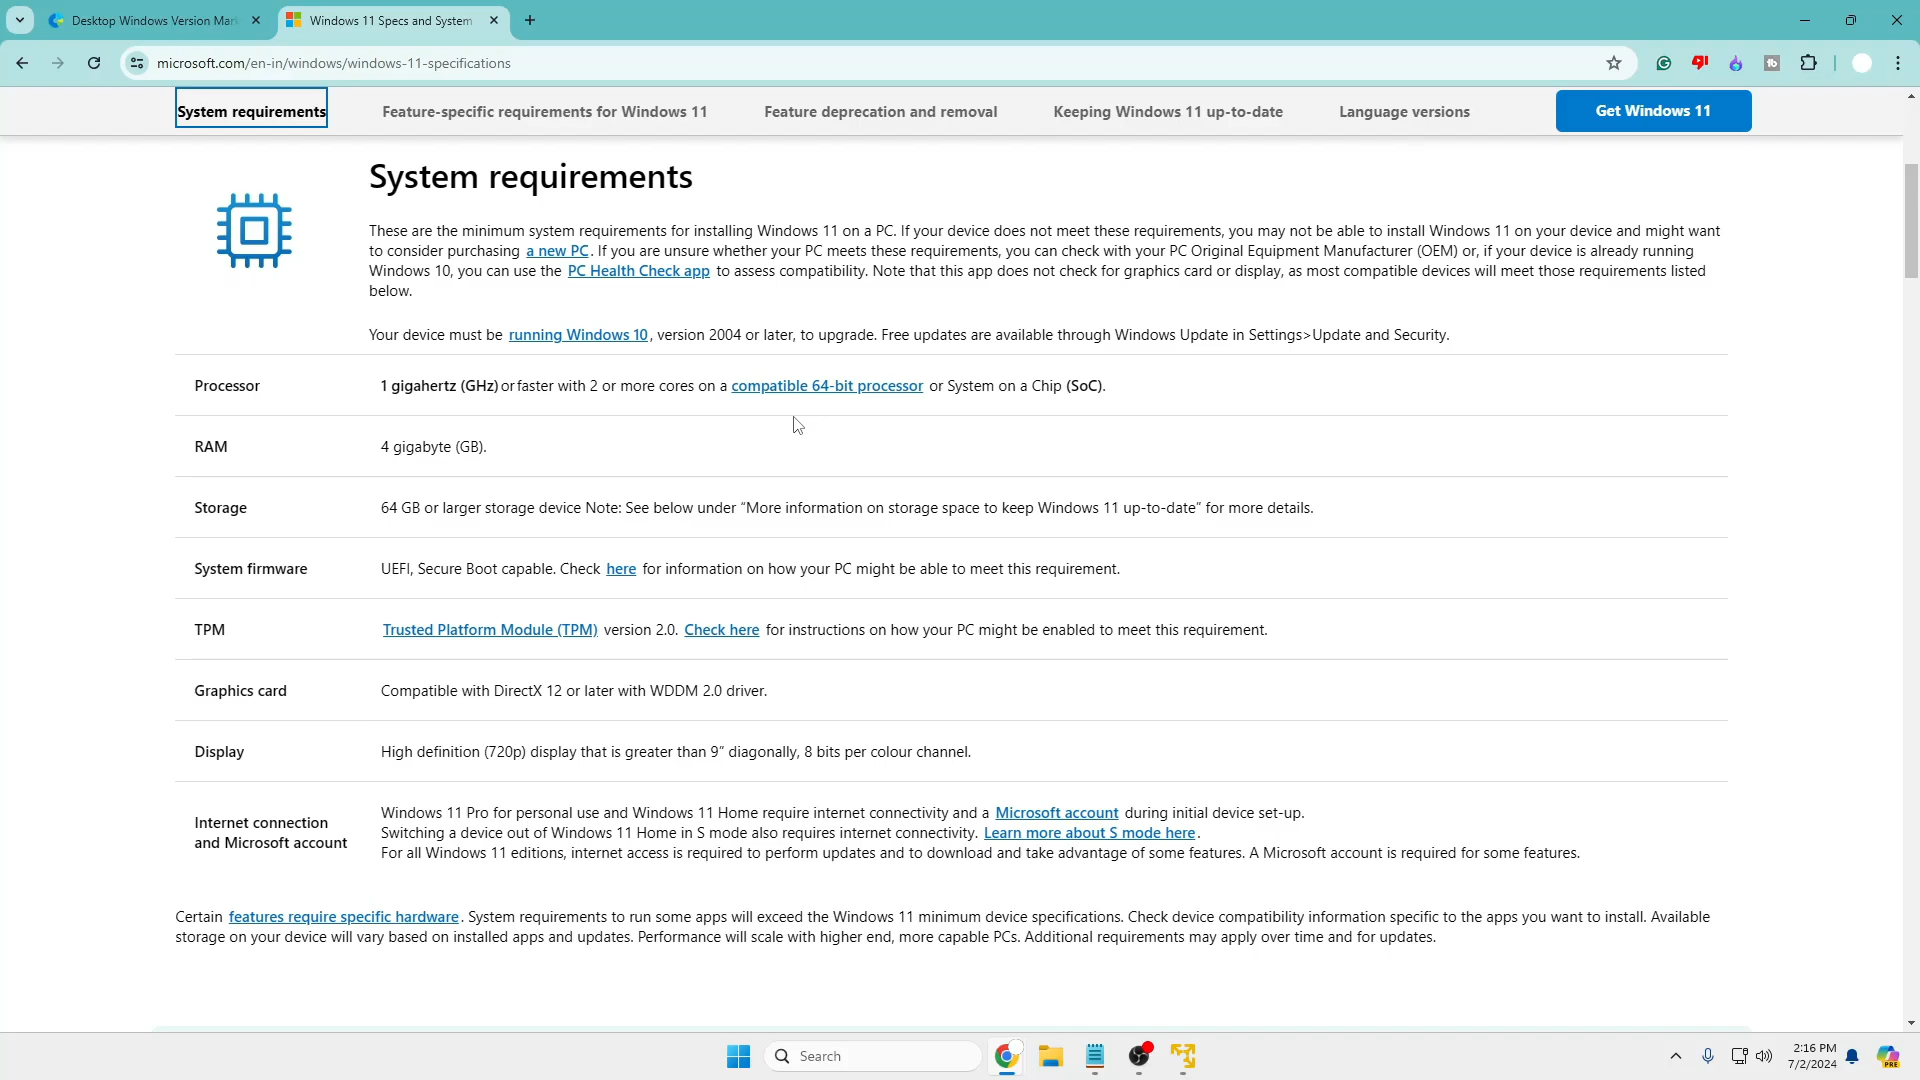 Desktop Windows Version Mar
Windows 11 Specs and System
microsoft.com/en-in/windows/windows-11-specifications
System requirements
Feature-specific requirements for Windows 11
Feature deprecation and removal
Keeping Windows 11 up-to-date
Language versions
Get Windows 11
System requirements
These are the minimum system requirements for installing Windows 11 on a PC. If your device does not meet these requirements, you may not be able to install Windows 11 on your device and might want
to consider purchasing a new PC. If you are unsure whether your PC meets these requirements, you can check with your PC Original Equipment Manufacturer (OEM) or, if your device is already running
Windows 10, you can use the PC Health Check app to assess compatibility. Note that this app does not check for graphics card or display, as most compatible devices will meet those requirements listed
below.
Your device must be running Windows 10, version 2004 or later, to upgrade. Free updates are available through Windows Update in Settings>Update and Security.
Processor
1 gigahertz (GHz) or faster with 2 or more cores on a compatible 64-bit processor or System on a Chip (SoC).
RAM
4 gigabyte (GB).
Storage
64 GB or larger storage device Note: See below under “More information on storage space to keep Windows 11 up-to-date” for more details.
System firmware
UEFI, Secure Boot capable. Check here for information on how your PC might be able to meet this requirement.
TPM
Trusted Platform Module (TPM) version 2.0. Check here for instructions on how your PC might be enabled to meet this requirement.
Graphics card
Compatible with DirectX 12 or later with WDDM 2.0 driver.
Display
High definition (720p) display that is greater than 9” diagonally, 8 bits per colour channel.
Internet connection
and Microsoft account
Windows 11 Pro for personal use and Windows 11 Home require internet connectivity and a Microsoft account during initial device set-up.
Switching a device out of Windows 11 Home in S mode also requires internet connectivity. Learn more about S mode here.
For all Windows 11 editions, internet access is required to perform updates and to download and take advantage of some features. A Microsoft account is required for some features.
Certain features require specific hardware. System requirements to run some apps will exceed the Windows 11 minimum device specifications. Check device compatibility information specific to the apps you want to install. Available
storage on your device will vary based on installed apps and updates. Performance will scale with higher end, more capable PCs. Additional requirements may apply over time and for updates.
Search
2:16 PM
7/2/2024
PRE